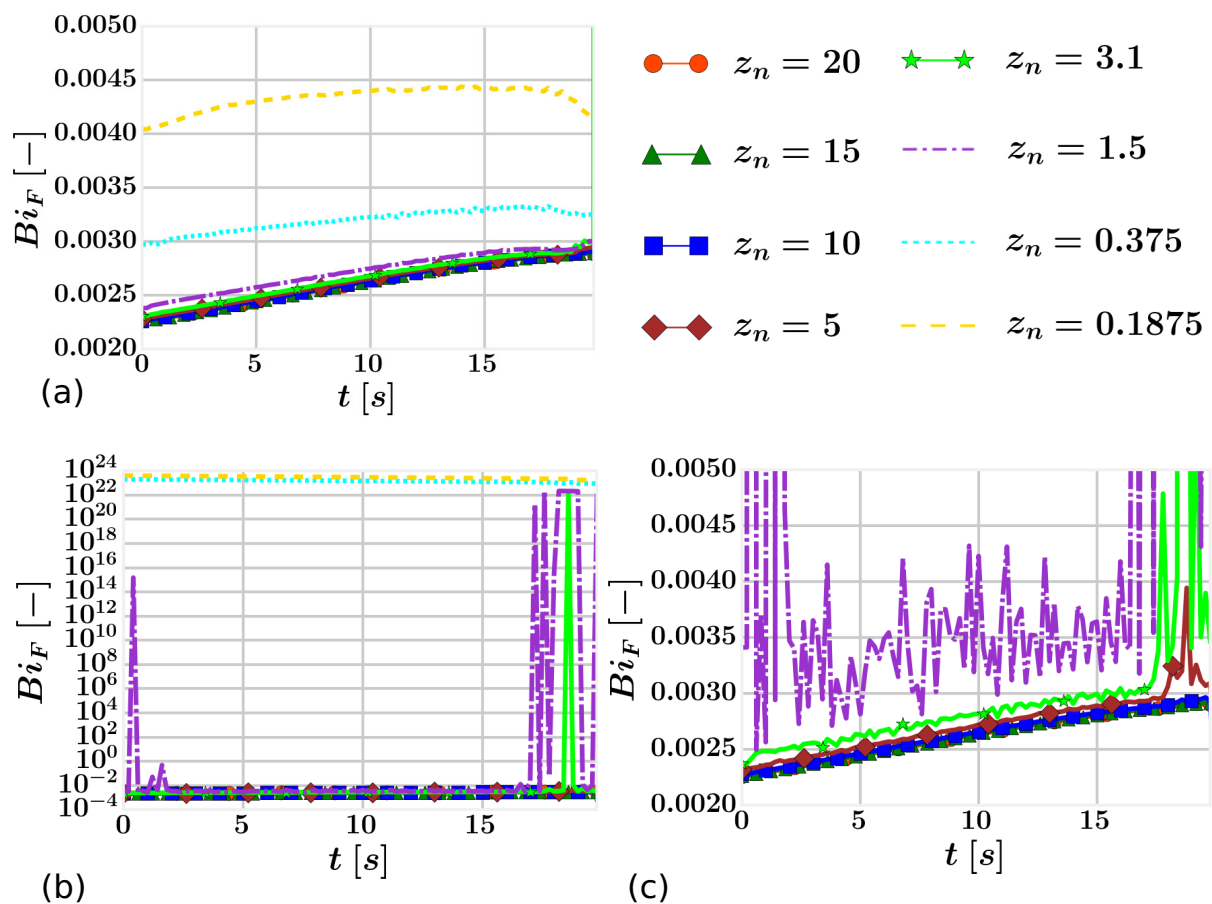 0.0050
0.0045
0.0040
0.0035
0.0030
0.0025
0.0020
Bi_F [−]
0 5 10 15
t [s]
(a)
z_n = 20
z_n = 3.1
z_n = 15
z_n = 1.5
z_n = 10
z_n = 0.375
z_n = 5
z_n = 0.1875
10^24
10^22
10^20
10^18
10^16
10^14
10^12
10^10
10^8
10^6
10^4
10^2
10^0
10^−2
10^−4
Bi_F [−]
0 5 10 15
t [s]
(b)
0.0050
0.0045
0.0040
0.0035
0.0030
0.0025
0.0020
Bi_F [−]
0 5 10 15
t [s]
(c)